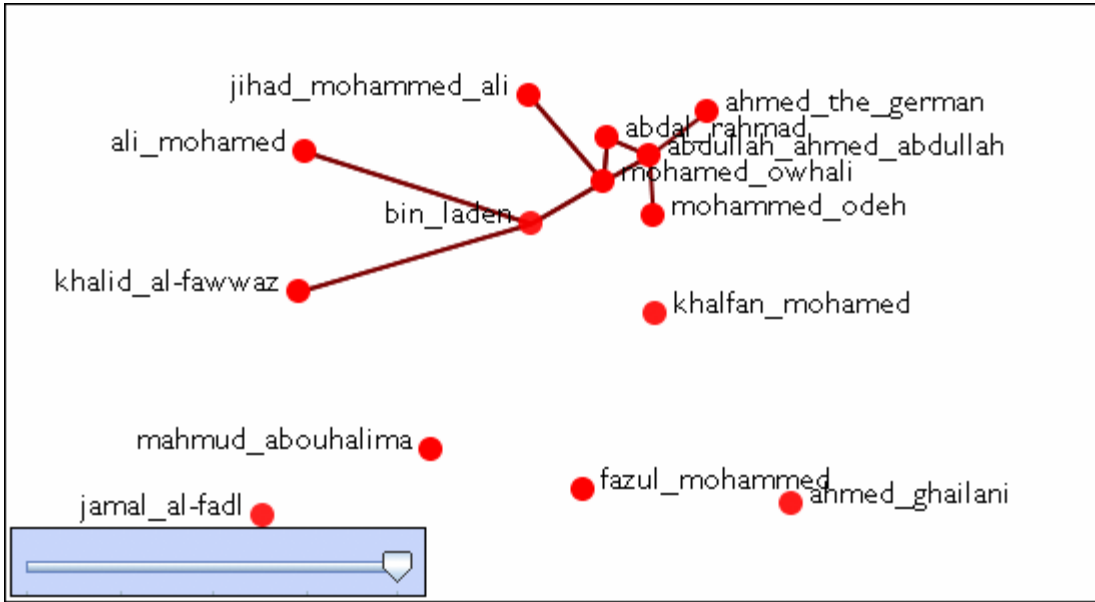 jihad_mohammed_ali
ahmed_the_german
abdal_rahmad
ali_mohamed
abdullah_ahmed_abdullah
mohamed_owhali
bin_laden
mohammed_odeh
khalid_al-fawwaz
khalfan_mohamed
mahmud_abouhalima
fazul_mohammed
ahmed_ghailani
jamal_al-fadl